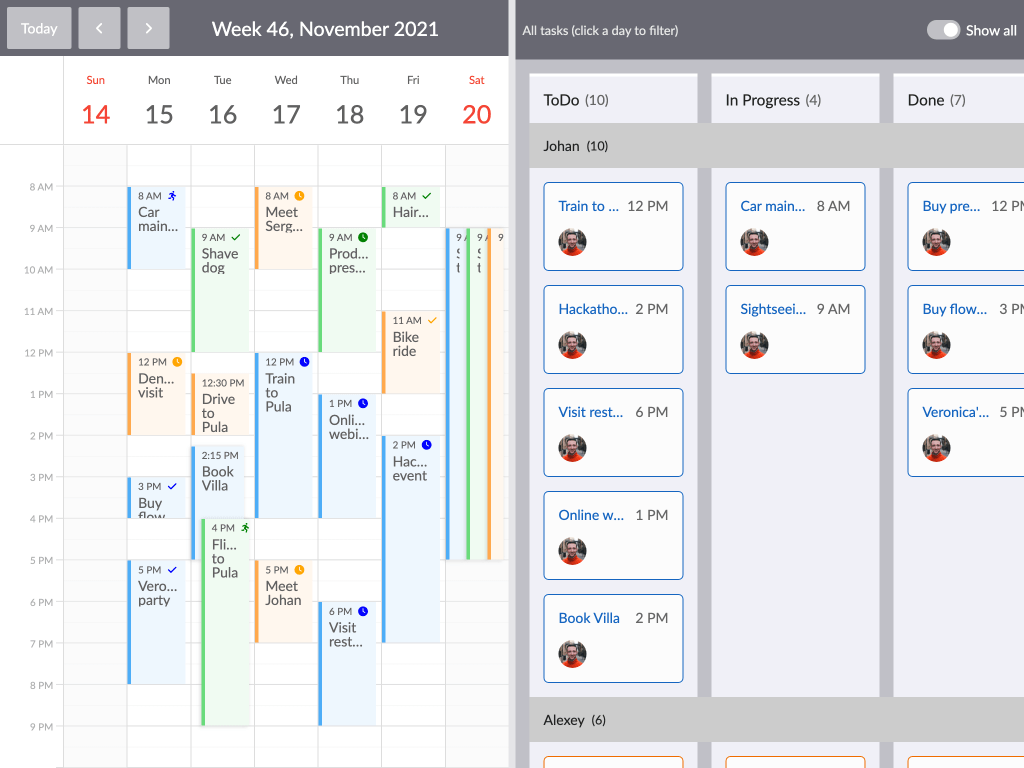 Today
Week 46, November 2021
Sun
Mon
Tue
Wed
Thu
Fri
Sat
14
15
16
17
18
19
20
8 AM
9 AM
10 AM
11 AM
12 PM
1 PM
2 PM
3 PM
4 PM
5 PM
6 PM
7 PM
8 PM
9 PM
8 AM
Car
main...
12 PM
Den...
visit
3 PM
Buy
flow
5 PM
Vero...
party
9 AM
Shave
dog
12:30 PM
Drive
to
Pula
2:15 PM
Book
Villa
4 PM
Fli...
to
Pula
8 AM
Meet
Serg...
12 PM
Train
to
Pula
5 PM
Meet
Johan
9 AM
Prod...
pres...
1 PM
Onli...
webi...
6 PM
Visit
rest...
8 AM
Hair...
11 AM
Bike
ride
2 PM
Hac...
event
9
t
9
t
9
All tasks (click a day to filter)
Show all
ToDo (10)
In Progress (4)
Done (7)
Johan (10)
Train to ... 12 PM
Hackatho... 2 PM
Visit rest... 6 PM
Online w... 1 PM
Book Villa 2 PM
Car main... 8 AM
Sightseei... 9 AM
Buy pre... 12 PM
Buy flow... 3 PM
Veronica'... 5 PM
Alexey (6)